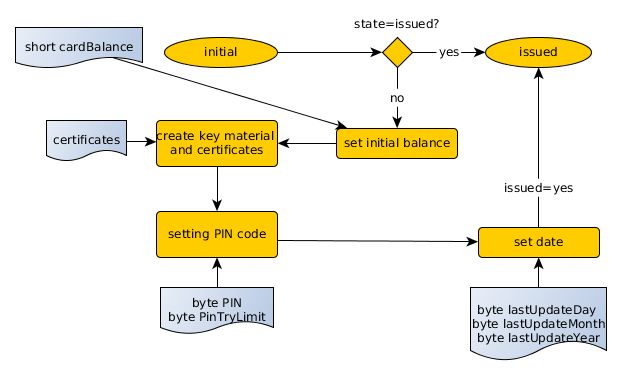 state=issued?
short cardBalance
initial
yes
issued
no
certificates
create key material
and certificates
set initial balance
issued=yes
setting PIN code
set date
byte PIN
byte PinTryLimit
byte lastUpdateDay
byte lastUpdateMonth
byte lastUpdateYear